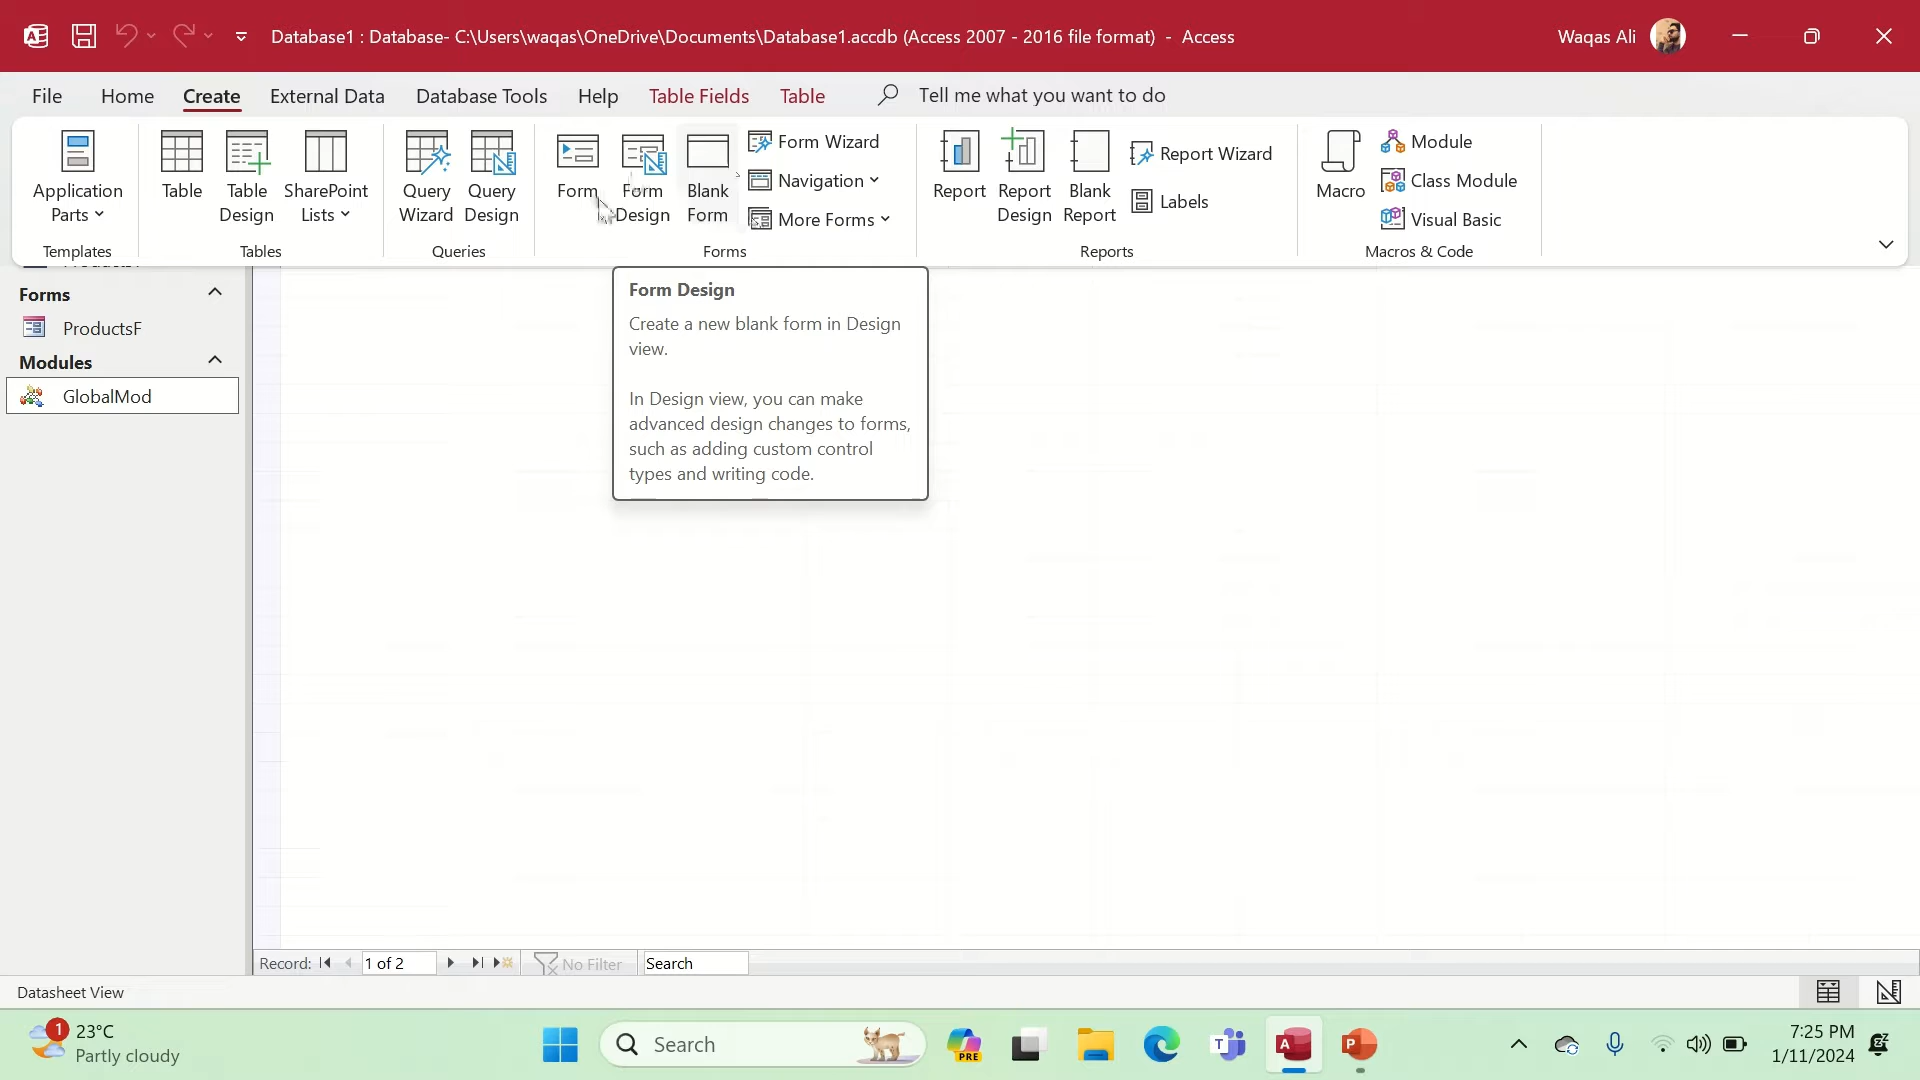 Database1 : Database- C:\Users\waqas\OneDrive\Documents\Database1.accdb (Access 2007 - 2016 file format) - Access
Waqas Ali
File Home Create External Data Database Tools Help Table Fields Table Tell me what you want to do
Application Parts
Templates
Table
Table Design
SharePoint Lists
Tables
Query Wizard
Query Design
Queries
Form
Form Design
Blank Form
Form Wizard
Navigation
More Forms
Forms
Report
Report Design
Blank Report
Report Wizard
Labels
Reports
Macro
Module
Class Module
Visual Basic
Macros & Code
Forms
ProductsF
Modules
GlobalMod
Form Design
Create a new blank form in Design
view.
In Design view, you can make
advanced design changes to forms,
such as adding custom control
types and writing code.
Record: 1 of 2 No Filter Search
Datasheet View
1
23°C
Partly cloudy
Search
PRE
7:25 PM
1/11/2024